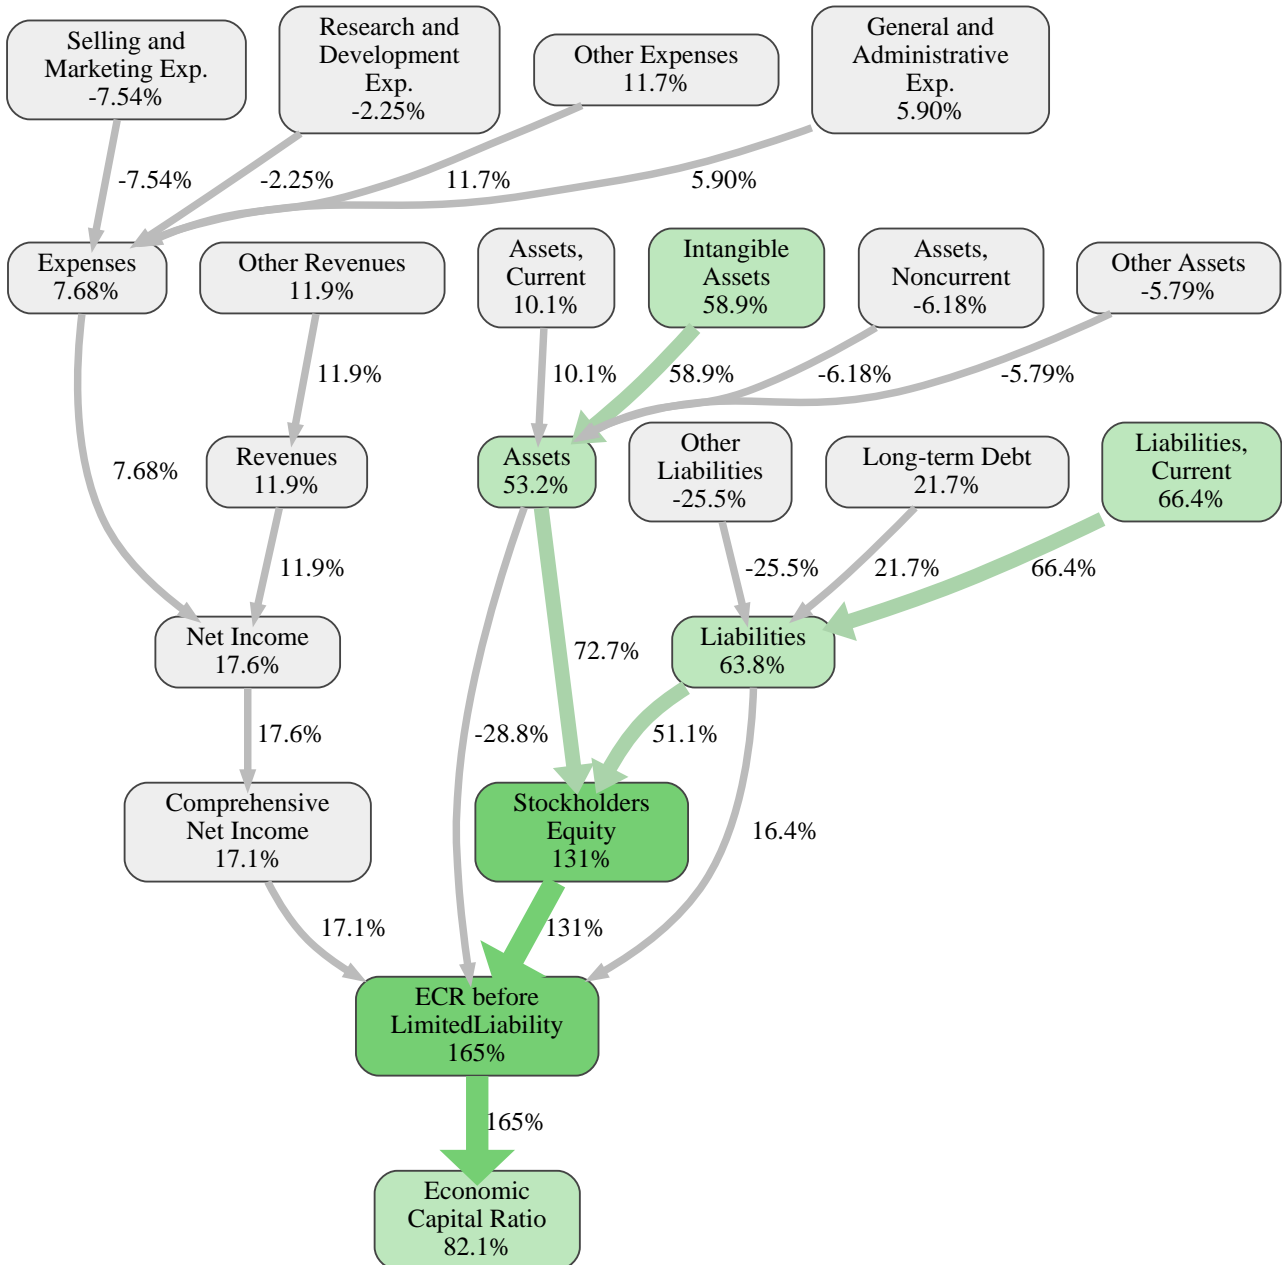 Selling and
Marketing Exp.
-7.54%
Research and
Development
Exp.
-2.25%
Other Expenses
11.7%
General and
Administrative
Exp.
5.90%
-7.54%
-2.25%
11.7%
5.90%
Expenses
7.68%
Other Revenues
11.9%
Assets,
Current
10.1%
Intangible
Assets
58.9%
Assets,
Noncurrent
-6.18%
Other Assets
-5.79%
11.9%
10.1%
58.9%
-6.18%
-5.79%
7.68%
Revenues
11.9%
Assets
53.2%
Other
Liabilities
-25.5%
Long-term Debt
21.7%
Liabilities,
Current
66.4%
11.9%
-25.5%
21.7%
66.4%
Net Income
17.6%
72.7%
Liabilities
63.8%
17.6%
-28.8%
51.1%
Comprehensive
Net Income
17.1%
Stockholders
Equity
131%
16.4%
17.1%
131%
ECR before
LimitedLiability
165%
165%
Economic
Capital Ratio
82.1%